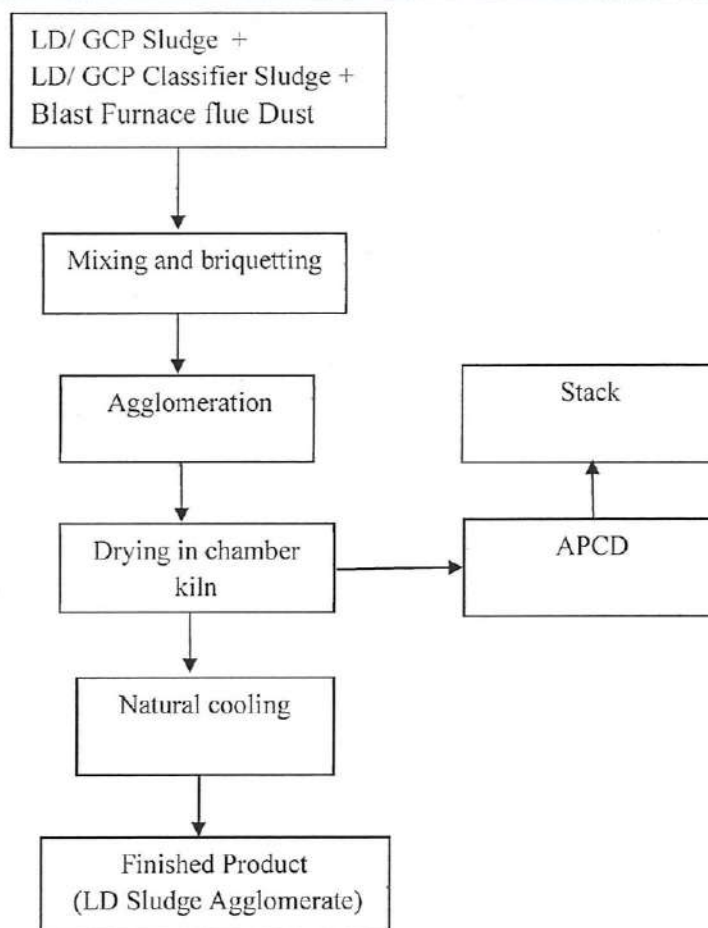 LD/ GCP Sludge +
LD/ GCP Classifier Sludge +
Blast Furnace flue Dust
Mixing and briquetting
Agglomeration
Stack
Drying in chamber
kiln
APCD
Natural cooling
Finished Product
(LD Sludge Agglomerate)